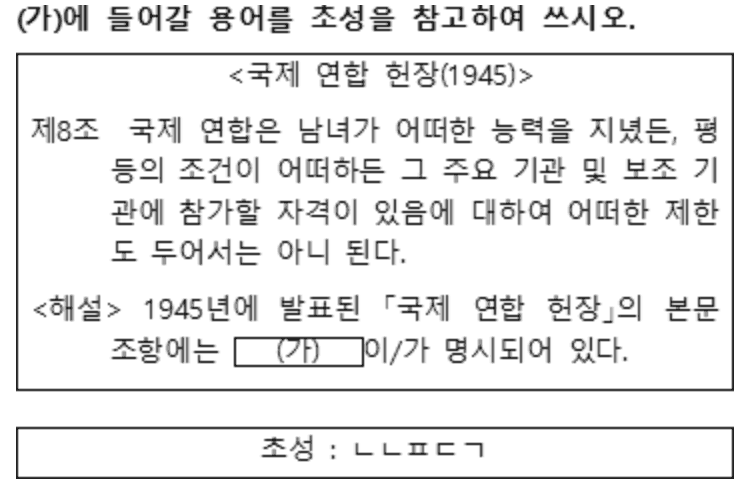 (가)에 들어갈 용어를 초성을 참고하여 쓰시오.
<국제 연합 헌장(1945)>
제8조 국제 연합은 남녀가 어떠한 능력을 지녔든, 평
등의 조건이 어떠하든 그 주요 기관 및 보조 기
관에 참가할 자격이 있음에 대하여 어떠한 제한
도 두어서는 아니 된다.
<해설> 1945년에 발표된 「국제 연합 헌장」의 본문
조항에는 (가) 이/가 명시되어 있다.
초성 : ㄴㄴㅍㄷㄱ